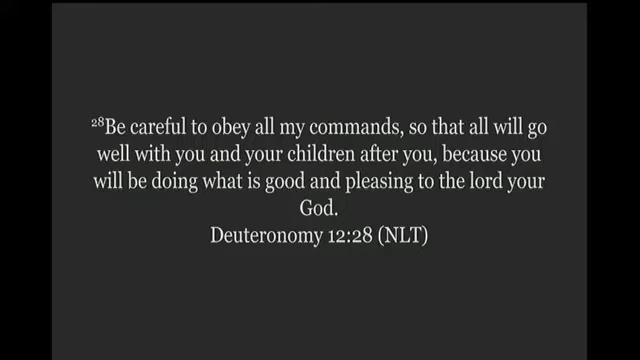 ²⁸Be careful to obey all my commands, so that all will go
well with you and your children after you, because you
will be doing what is good and pleasing to the lord your
God.
Deuteronomy 12:28 (NLT)